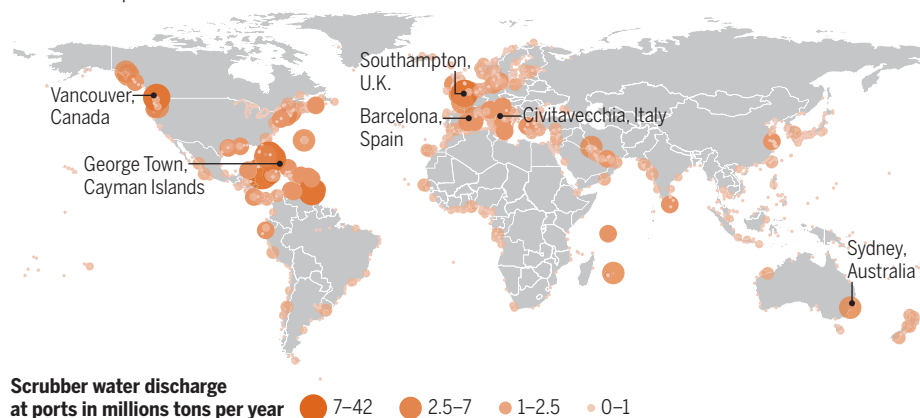 Southampton,
U.K.
Vancouver,
Canada
Barcelona,
Spain
Civitavecchia, Italy
George Town,
Cayman Islands
Sydney,
Australia
Scrubber water discharge
at ports in millions tons per year
7–42
2.5–7
1–2.5
0–1